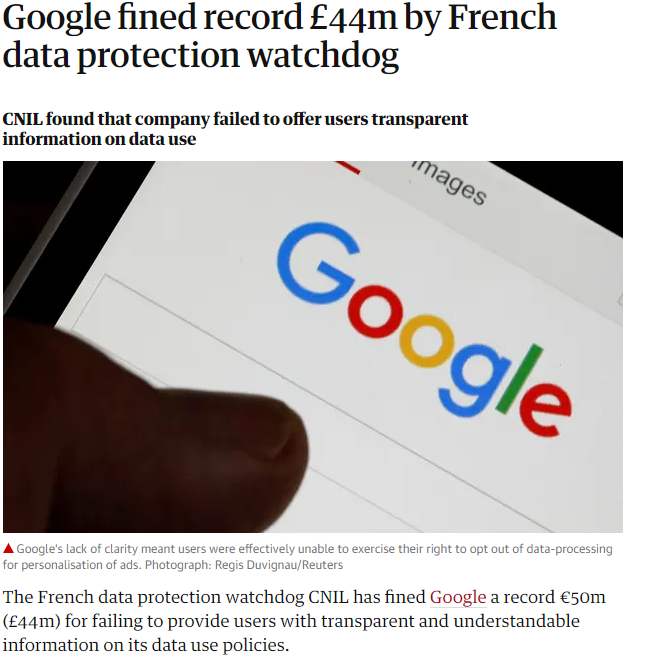 Google fined record £44m by French
data protection watchdog
CNIL found that company failed to offer users transparent
information on data use
images
Google
Google's lack of clarity meant users were effectively unable to exercise their right to opt out of data-processing
for personalisation of ads. Photograph: Regis Duvignau/Reuters
The French data protection watchdog CNIL has fined Google a record €50m
(£44m) for failing to provide users with transparent and understandable
information on its data use policies.